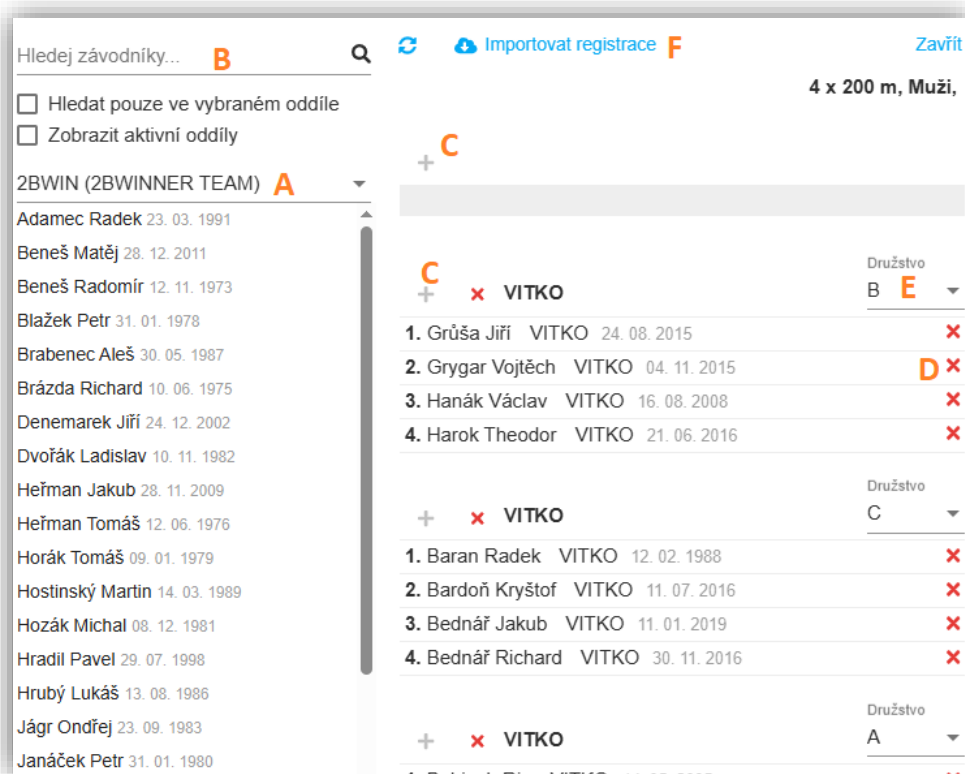 Hledej závodníky... B
Hledat pouze ve vybraném oddíle
Zobrazit aktivní oddíly
2BWIN (2BWINNER TEAM) A
Adamec Radek 23. 03. 1991
Beneš Matěj 28. 12. 2011
Beneš Radomír 12. 11. 1973
Blažek Petr 31. 01. 1978
Brabenec Aleš 30. 05. 1987
Brázda Richard 10. 06. 1975
Denemarek Jiří 24. 12. 2002
Dvořák Ladislav 10. 11. 1982
Heřman Jakub 28. 11. 2009
Heřman Tomáš 12. 06. 1976
Horák Tomáš 09. 01. 1979
Hostinský Martin 14. 03. 1989
Hozák Michal 08. 12. 1981
Hradil Pavel 29. 07. 1998
Hrubý Lukáš 13. 08. 1986
Jágr Ondřej 23. 09. 1983
Janáček Petr 31. 01. 1980
Importovat registrace F Zavřít
4 x 200 m, Muži,
C
Družstvo
C VITKO B E
1. Grůša Jiří VITKO 24. 08. 2015
2. Grygar Vojtěch VITKO 04. 11. 2015 D
3. Hanák Václav VITKO 16. 08. 2008
4. Harok Theodor VITKO 21. 06. 2016
Družstvo
VITKO C
1. Baran Radek VITKO 12. 02. 1988
2. Bardoň Kryštof VITKO 11. 07. 2016
3. Bednář Jakub VITKO 11. 01. 2019
4. Bednář Richard VITKO 30. 11. 2016
Družstvo
VITKO A